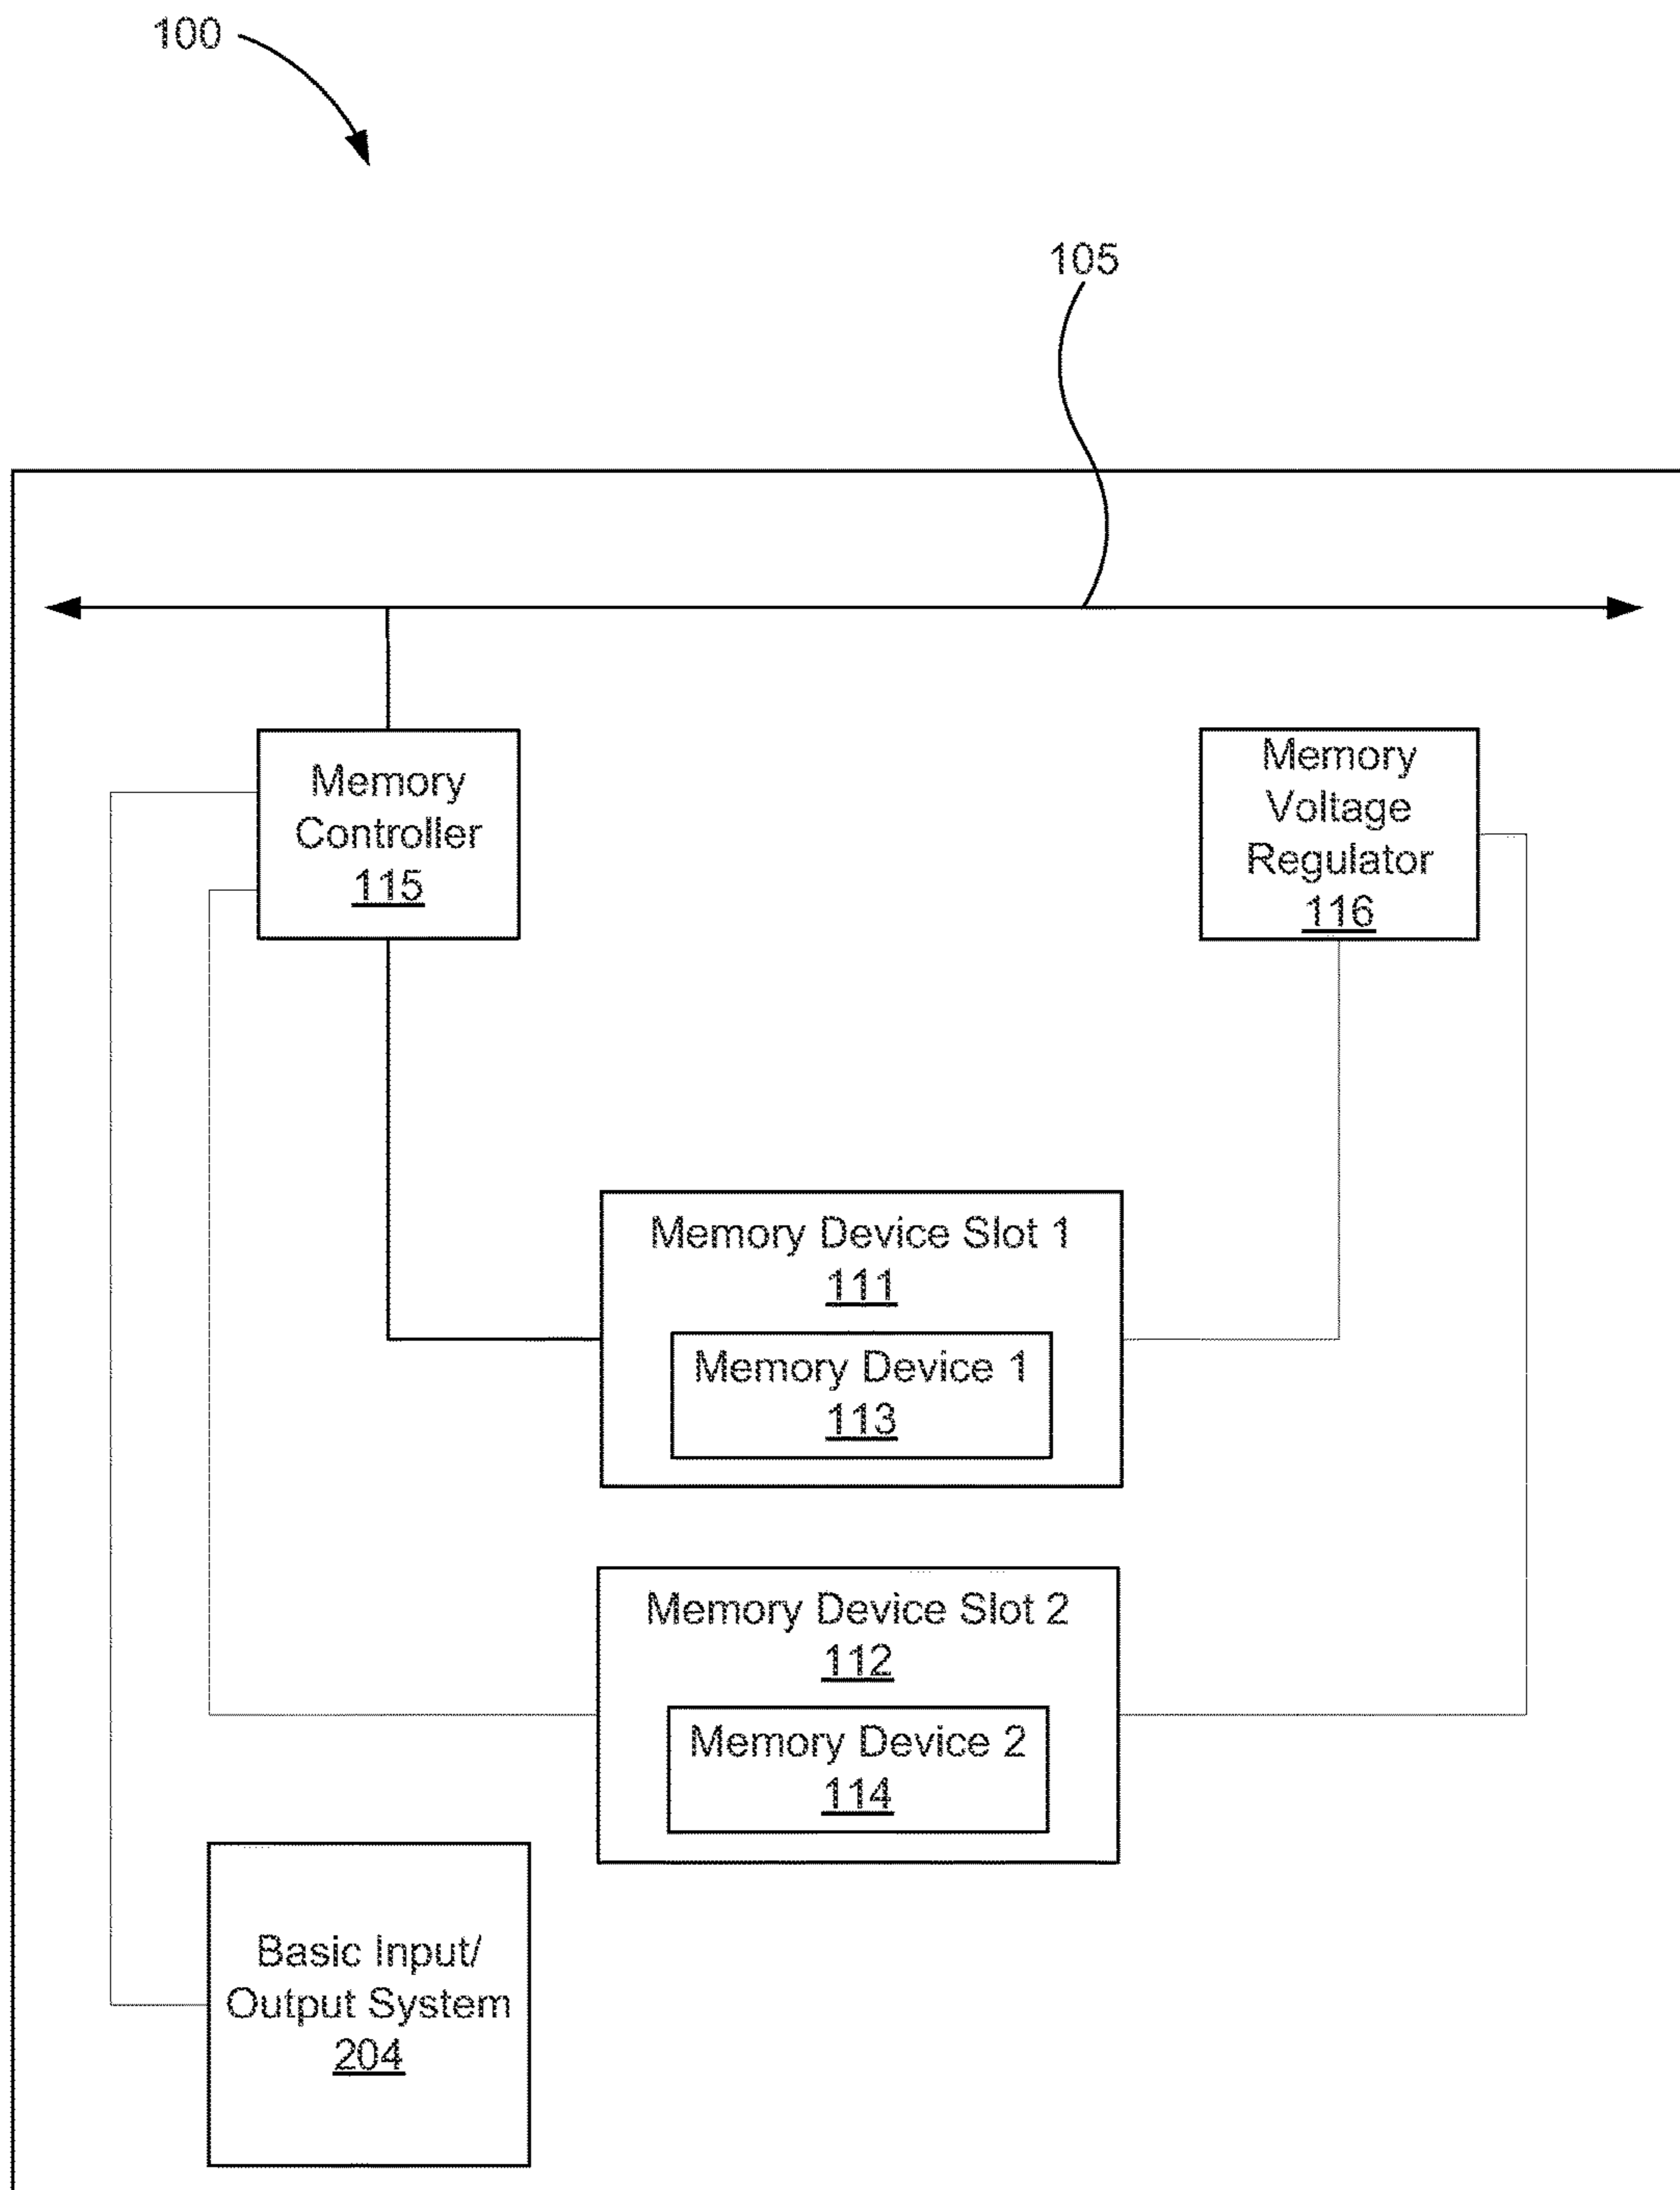 100
105
Memory
Controller
115
Memory
Voltage
Regulator
116
Memory Device Slot 1
111
Memory Device 1
113
Memory Device Slot 2
112
Memory Device 2
114
Basic Input/
Output System
204